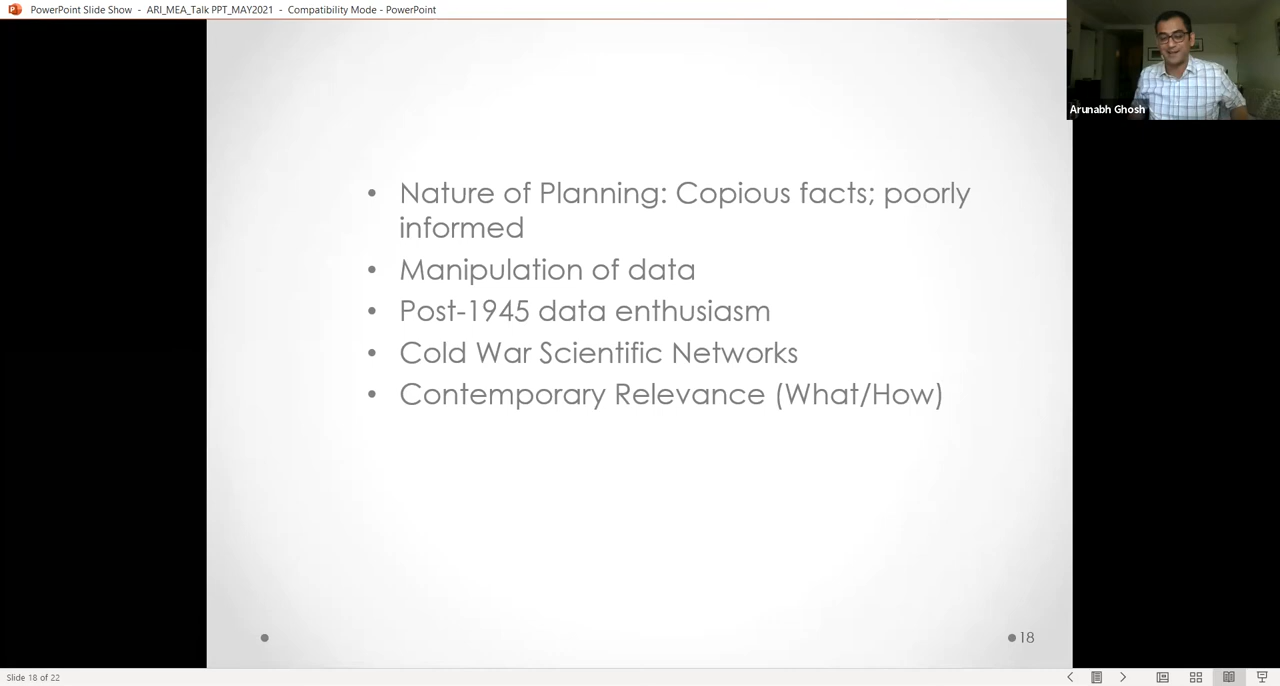 PowerPoint Slide Show - ARI_MEA_Talk PPT_MAY2021 - Compatibility Mode - PowerPoint
Arunabh Ghosh
• Nature of Planning: Copious facts; poorly
informed
• Manipulation of data
• Post-1945 data enthusiasm
• Cold War Scientific Networks
• Contemporary Relevance (What/How)
18
Slide 18 of 22